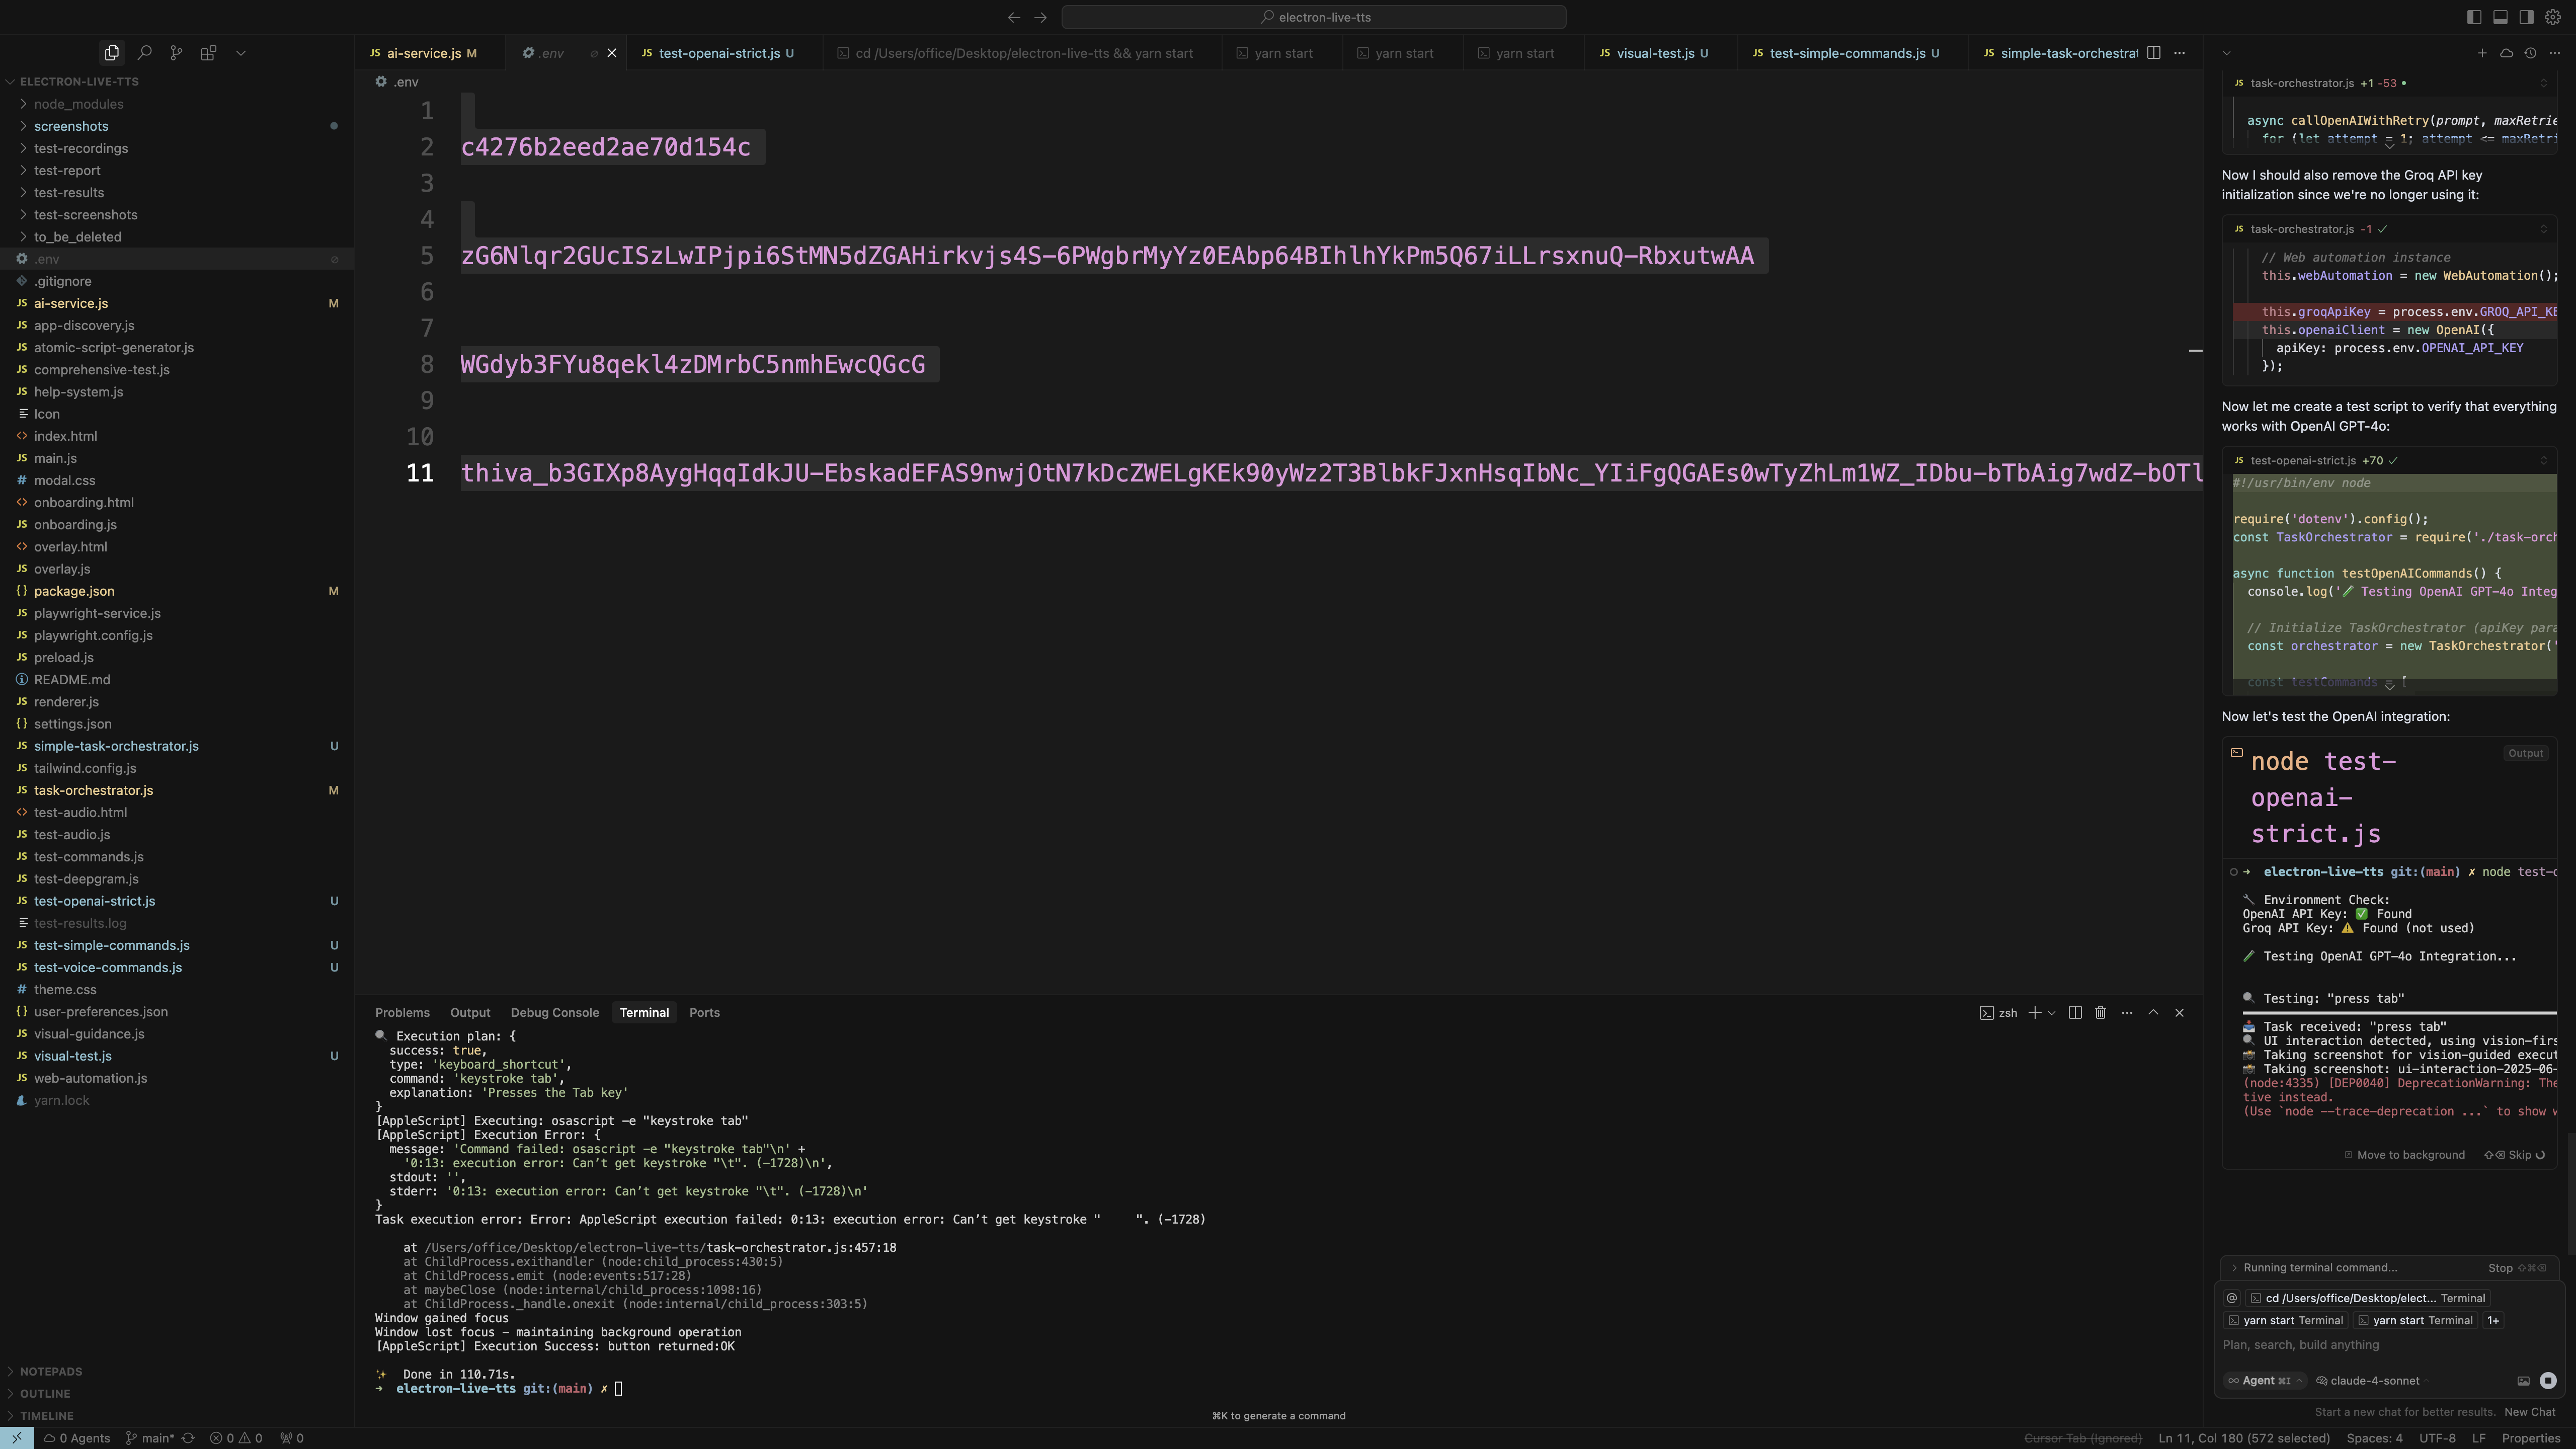 electron-live-tts
ELECTRON-LIVE-TTS
node_modules
screenshots
test-recordings
test-report
test-results
test-screenshots
to_be_deleted
.env
.gitignore
ai-service.js M
app-discovery.js
atomic-script-generator.js
comprehensive-test.js
help-system.js
Icon
index.html
main.js
modal.css
onboarding.html
onboarding.js
overlay.html
overlay.js
package.json M
playwright-service.js
playwright.config.js
preload.js
README.md
renderer.js
settings.json
simple-task-orchestrator.js U
tailwind.config.js
task-orchestrator.js M
test-audio.html
test-audio.js
test-commands.js
test-deepgram.js
test-openai-strict.js U
test-results.log
test-simple-commands.js U
test-voice-commands.js U
theme.css
user-preferences.json
visual-guidance.js
visual-test.js U
web-automation.js
yarn.lock
NOTEPADS
OUTLINE
TIMELINE
ai-service.js M .env test-openai-strict.js U cd /Users/office/Desktop/electron-live-tts && yarn start yarn start yarn start yarn start visual-test.js U test-simple-commands.js U simple-task-orchestrat
.env
1
2 c4276b2eed2ae70d154c
3
4
5 zG6Nlqr2GUcISzLwIPjpi6StMN5dZGAHirkvjs4S-6PWgbrMyYz0EAbp64BIhlhYkPm5Q67iLLrsxnuQ-RbxutwAA
6
7
8 WGdyb3FYu8qekl4zDMrbC5nmhEwcQGcG
9
10
11 thiva_b3GIXp8AygHqqIdkJU-EbskadEFAS9nwjOtN7kDcZWELgKEk90yWz2T3BlbkFJxnHsqIbNc_YIiFgQGAEs0wTyZhLm1WZ_IDbu-bTbAig7wdZ-bOTl
Problems Output Debug Console Terminal Ports
zsh
Execution plan: {
success: true,
type: 'keyboard_shortcut',
command: 'keystroke tab',
explanation: 'Presses the Tab key'
}
[AppleScript] Executing: osascript -e "keystroke tab"
[AppleScript] Execution Error: {
message: 'Command failed: osascript -e "keystroke tab"\n' +
'0:13: execution error: Can’t get keystroke "\t". (-1728)\n',
stdout: '',
stderr: '0:13: execution error: Can’t get keystroke "\t". (-1728)\n'
}
Task execution error: Error: AppleScript execution failed: 0:13: execution error: Can’t get keystroke "     ". (-1728)
at /Users/office/Desktop/electron-live-tts/task-orchestrator.js:457:18
at ChildProcess.exithandler (node:child_process:430:5)
at ChildProcess.emit (node:events:517:28)
at maybeClose (node:internal/child_process:1098:16)
at ChildProcess._handle.onexit (node:internal/child_process:303:5)
Window gained focus
Window lost focus - maintaining background operation
[AppleScript] Execution Success: button returned:OK
✨ Done in 110.71s.
➜ electron-live-tts git:(main) ✗
⌘K to generate a command
task-orchestrator.js +1 -53
async callOpenAIWithRetry(prompt, maxRetrie
for (let attempt = 1; attempt <= maxRetri
Now I should also remove the Groq API key
initialization since we're no longer using it:
task-orchestrator.js -1
// Web automation instance
this.webAutomation = new WebAutomation();
this.groqApiKey = process.env.GROQ_API_KE
this.openaiClient = new OpenAI({
apiKey: process.env.OPENAI_API_KEY
});
Now let me create a test script to verify that everything
works with OpenAI GPT-4o:
test-openai-strict.js +70
#!/usr/bin/env node
require('dotenv').config();
const TaskOrchestrator = require('./task-orch
async function testOpenAICommands() {
console.log('🧪 Testing OpenAI GPT-4o Integ
// Initialize TaskOrchestrator (apiKey para
const orchestrator = new TaskOrchestrator('
const testCommands = [
Now let's test the OpenAI integration:
node test-
openai-
strict.js
Output
➜ electron-live-tts git:(main) ✗ node test-o
🔧 Environment Check:
OpenAI API Key: ✅ Found
Groq API Key: ⚠️ Found (not used)
🧪 Testing OpenAI GPT-4o Integration...
🔍 Testing: "press tab"
Task received: "press tab"
UI interaction detected, using vision-firs
📸 Taking screenshot for vision-guided execut
📸 Taking screenshot: ui-interaction-2025-06-
(node:4335) [DEP0040] DeprecationWarning: The
tive instead.
(Use `node --trace-deprecation ...` to show w
Move to background Skip
Running terminal command... Stop
@ cd /Users/office/Desktop/elect... Terminal
yarn start Terminal yarn start Terminal 1+
Plan, search, build anything
Agent ⌘I claude-4-sonnet
Start a new chat for better results. New Chat
0 Agents main* 0 0 0 Cursor Tab (Ignored) Ln 11, Col 180 (572 selected) Spaces: 4 UTF-8 LF Properties